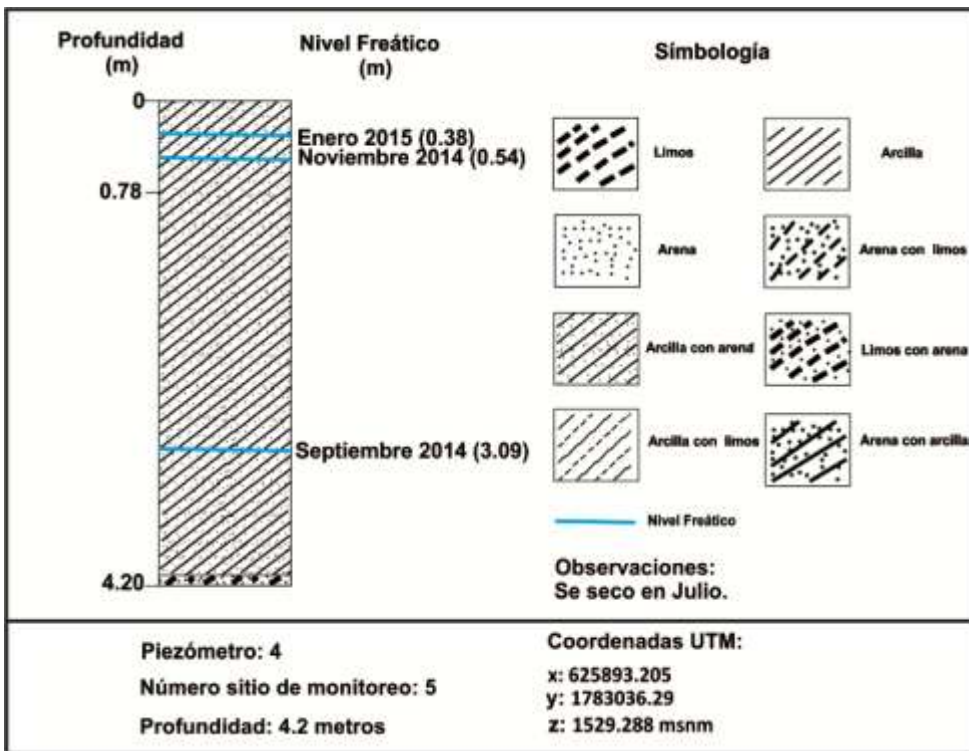 Profundidad
(m)
Nivel Freático
(m)
Símbología
0
Enero 2015 (0.38)
Noviembre 2014 (0.54)
0.78
Septiembre 2014 (3.09)
4.20
Limos
Arcilla
Arena
Arena con limos
Arcilla con arena
Limos con arena
Arcilla con limos
Arena con arcilla
Nivel Freático
Observaciones:
Se seco en Julio.
Piezómetro: 4
Número sitio de monitoreo: 5
Profundidad: 4.2 metros
Coordenadas UTM:
x: 625893.205
y: 1783036.29
z: 1529.288 msnm